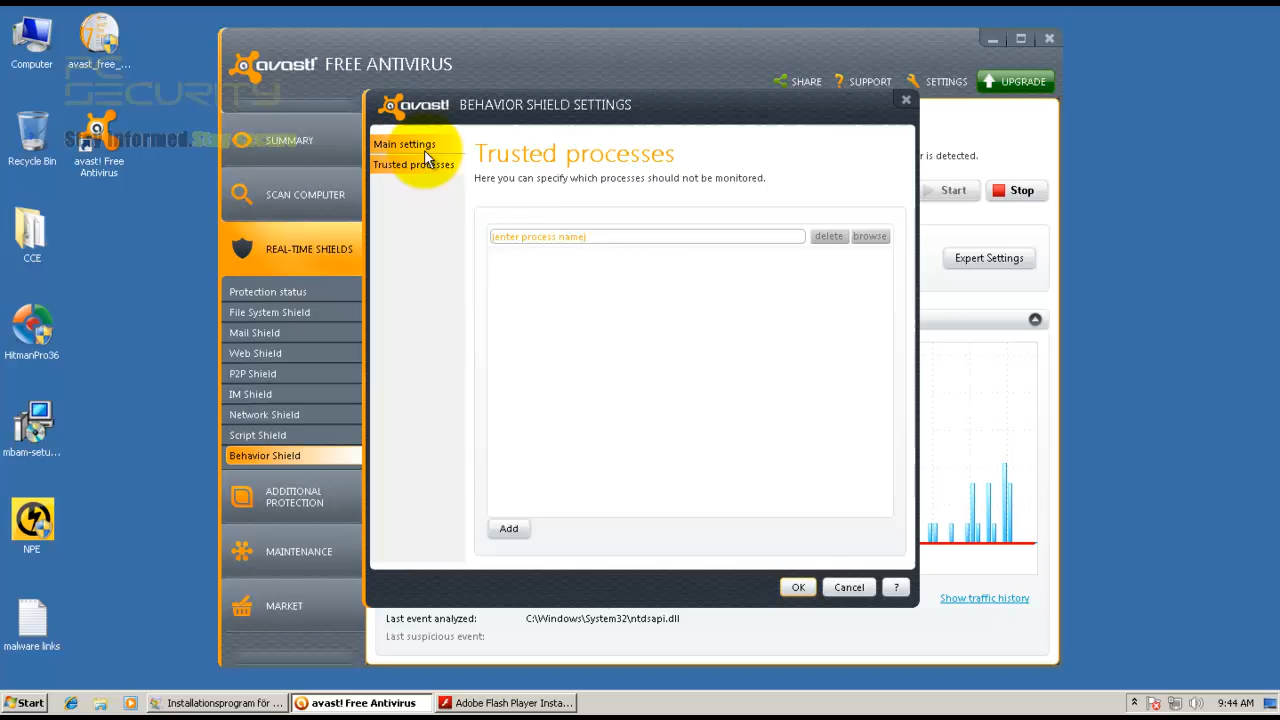 Computer
avast_free_...
PC
SECURITY
Stay Informed. Stay
Recycle Bin
avast! Free
Antivirus
CCE
HitmanPro36
mbam-setu...
NPE
malware links
avast! FREE ANTIVIRUS
SHARE
SUPPORT
SETTINGS
UPGRADE
SUMMARY
SCAN COMPUTER
REAL-TIME SHIELDS
Protection status
File System Shield
Mail Shield
Web Shield
P2P Shield
IM Shield
Network Shield
Script Shield
Behavior Shield
ADDITIONAL
PROTECTION
MAINTENANCE
MARKET
avast! BEHAVIOR SHIELD SETTINGS
Main settings
Trusted processes
Trusted processes
Here you can specify which processes should not be monitored.
(enter process name)
delete
browse
Add
OK
Cancel
?
r is detected.
Start
Stop
Expert Settings
Show traffic history
Last event analyzed: C:\Windows\System32\ntdsapi.dll
Last suspicious event:
Start
Installationsprogram för ...
avast! Free Antivirus
Adobe Flash Player Insta...
9:44 AM